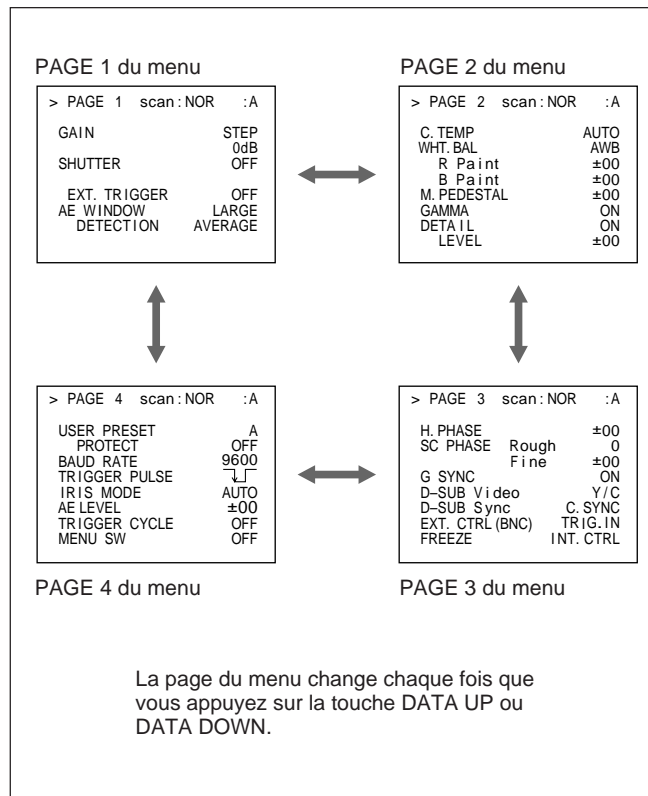 PAGE 1 du menu
> PAGE 1 scan:NOR :A
GAIN STEP
0dB
SHUTTER OFF
EXT. TRIGGER OFF
AE WINDOW LARGE
DETECTION AVERAGE
PAGE 2 du menu
> PAGE 2 scan:NOR :A
C. TEMP AUTO
WHT. BAL AWB
R Paint ±00
B Paint ±00
M. PEDESTAL ±00
GAMMA ON
DETAIL ON
LEVEL ±00
> PAGE 4 scan:NOR :A
USER PRESET A
PROTECT OFF
BAUD RATE 9600
TRIGGER PULSE
IRIS MODE AUTO
AE LEVEL ±00
TRIGGER CYCLE OFF
MENU SW OFF
PAGE 4 du menu
> PAGE 3 scan:NOR :A
H. PHASE ±00
SC PHASE Rough 0
Fine ±00
G SYNC ON
D–SUB Video Y/C
D–SUB Sync C. SYNC
EXT. CTRL (BNC) TRIG. IN
FREEZE INT. CTRL
PAGE 3 du menu
La page du menu change chaque fois que
vous appuyez sur la touche DATA UP ou
DATA DOWN.